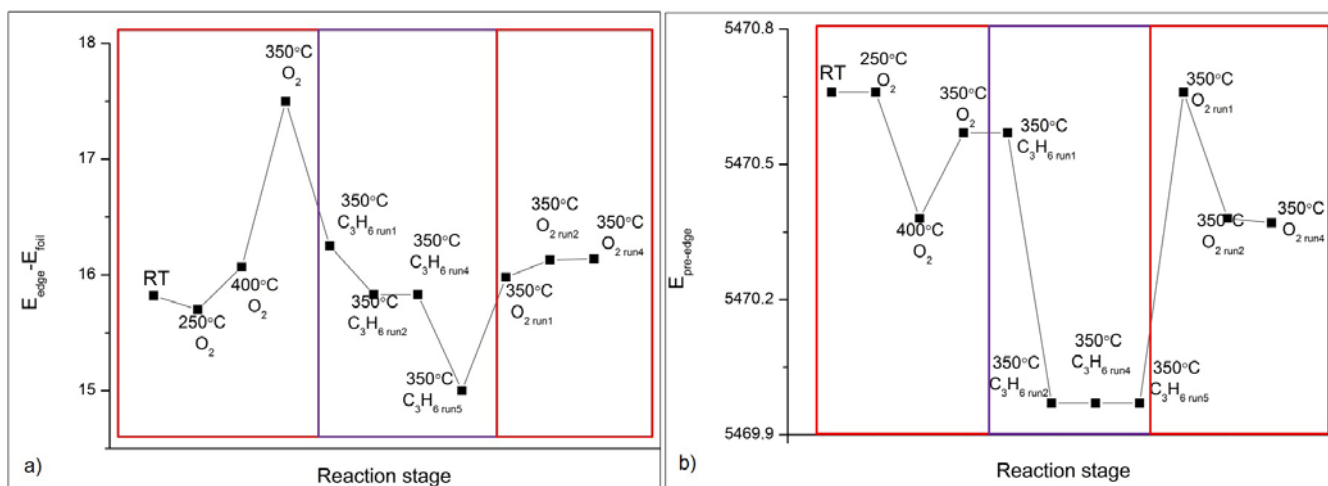 18
17
16
15
E_edge-E_foil
RT
250°C
O₂
400°C
O₂
350°C
O₂
350°C
C₃H₆ run1
350°C
C₃H₆ run2
350°C
C₃H₆ run4
350°C
C₃H₆ run5
350°C
O₂ run1
350°C
O₂ run2
350°C
O₂ run4
a)
Reaction stage
5470.8
5470.5
5470.2
5469.9
E_pre-edge
RT
250°C
O₂
400°C
O₂
350°C
O₂
350°C
C₃H₆ run1
350°C
C₃H₆ run2
350°C
C₃H₆ run4
350°C
C₃H₆ run5
350°C
O₂ run1
350°C
O₂ run2
350°C
O₂ run4
b)
Reaction stage